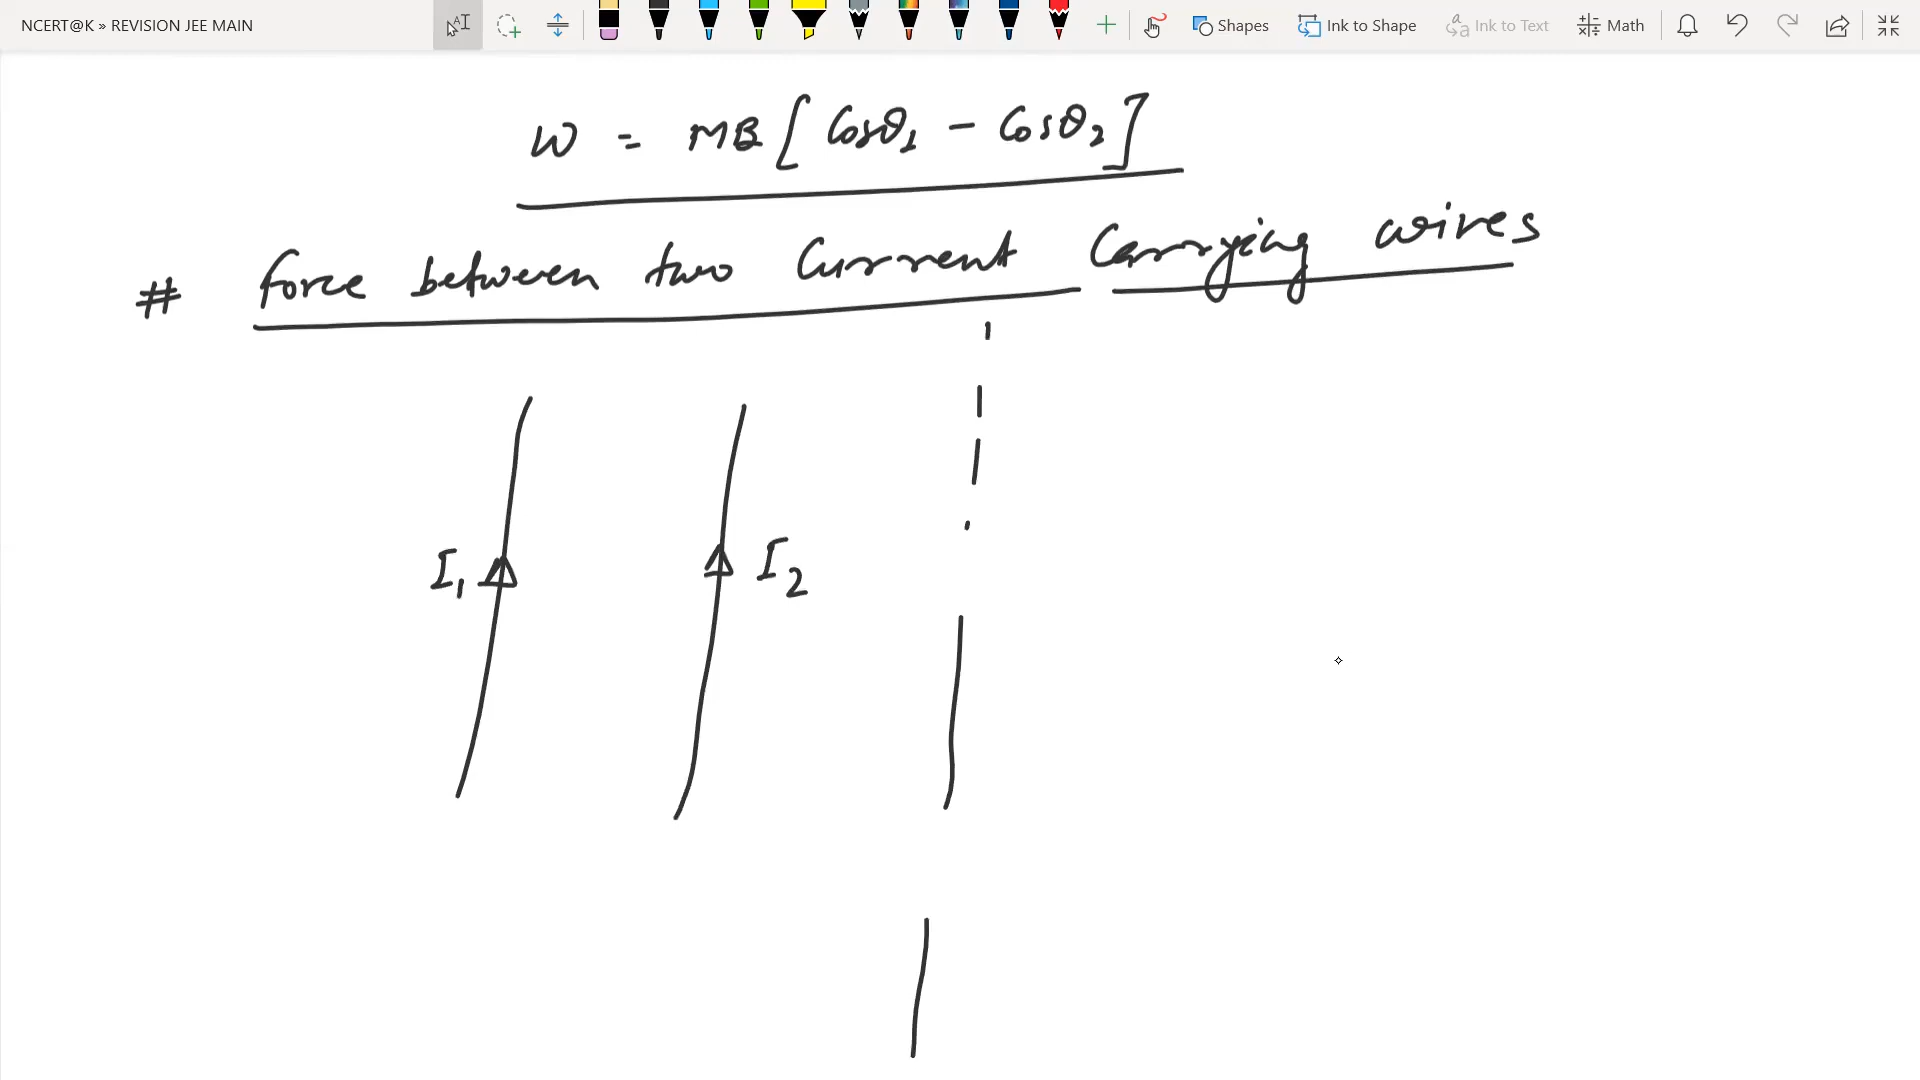 NCERT@K » REVISION JEE MAIN
Shapes Ink to Shape Ink to Text Math
W = MB [Cosθ₁ - Cosθ₂]
# Force between two Current Carrying wires
I₁ I₂